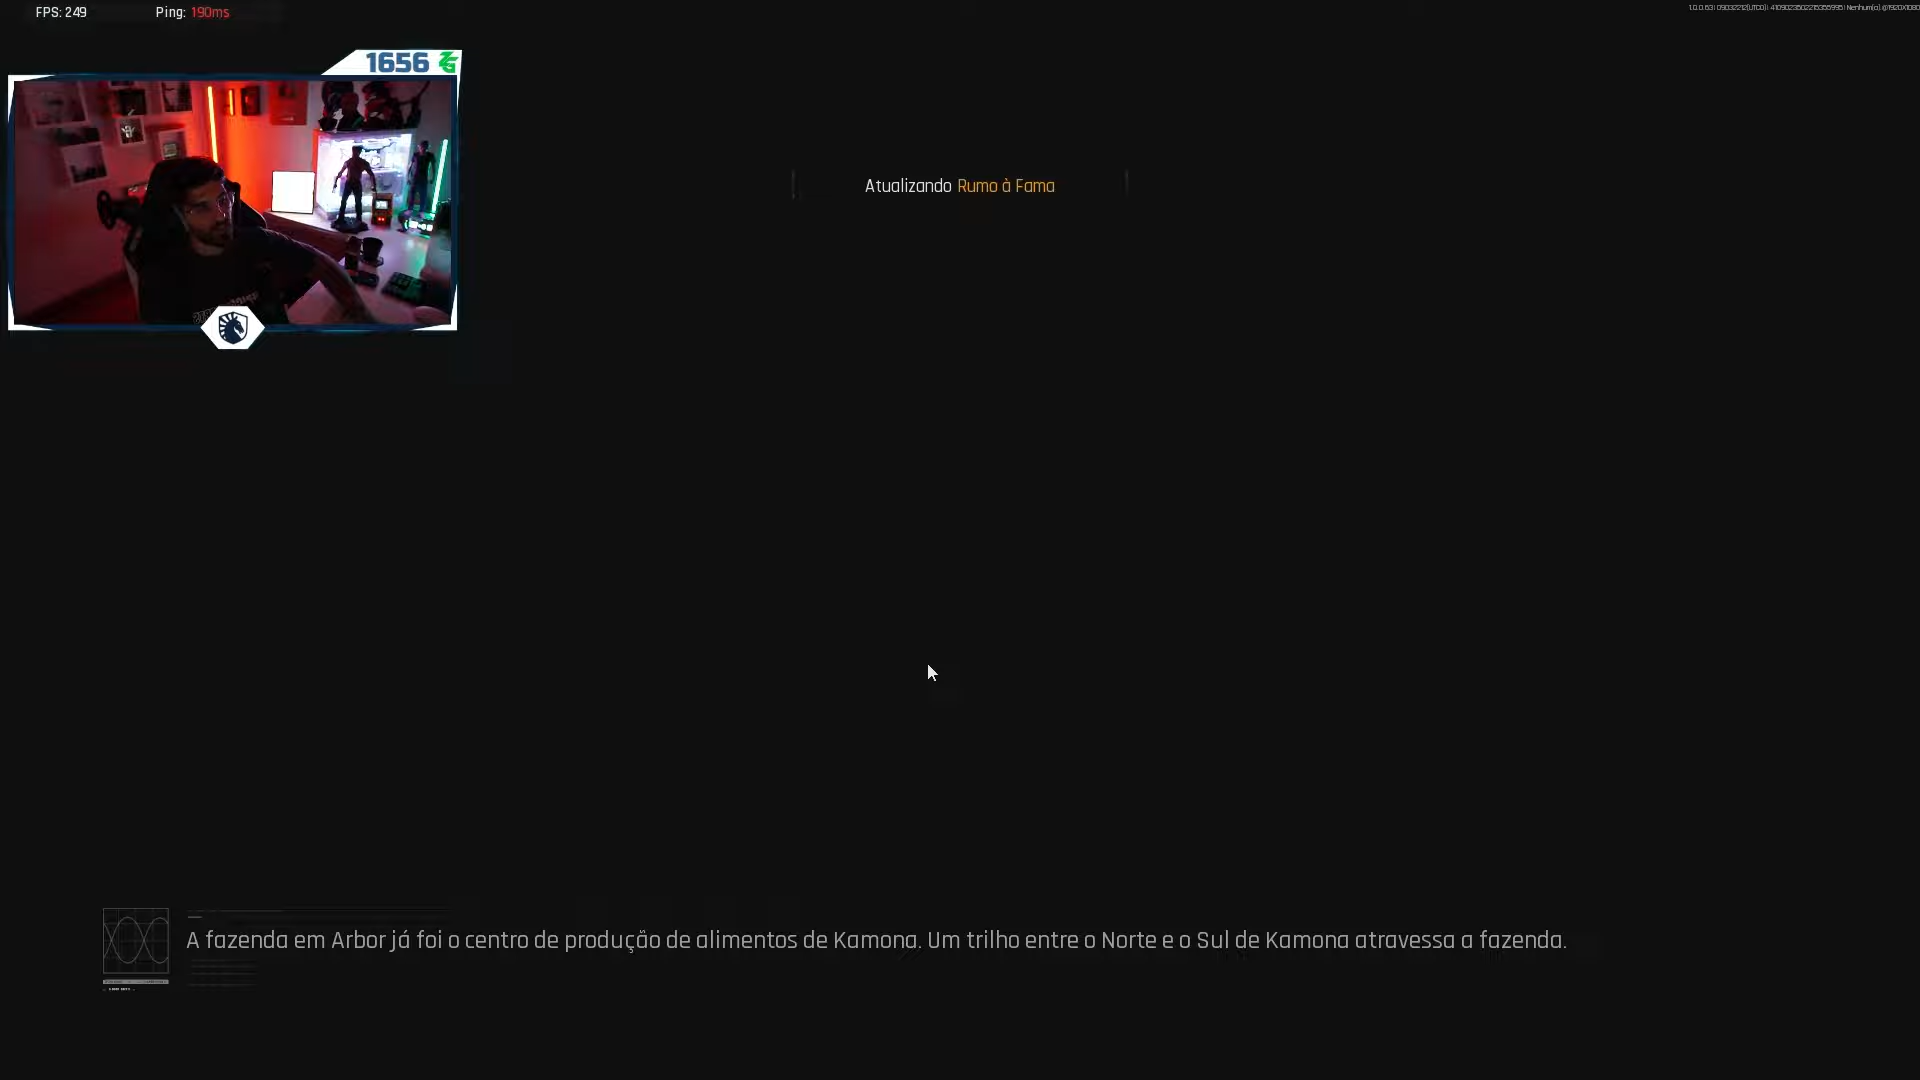 FPS: 249 Ping: 190ms
1656
Atualizando Rumo à Fama
A fazenda em Arbor já foi o centro de produção de alimentos de Kamona. Um trilho entre o Norte e o Sul de Kamona atravessa a fazenda.